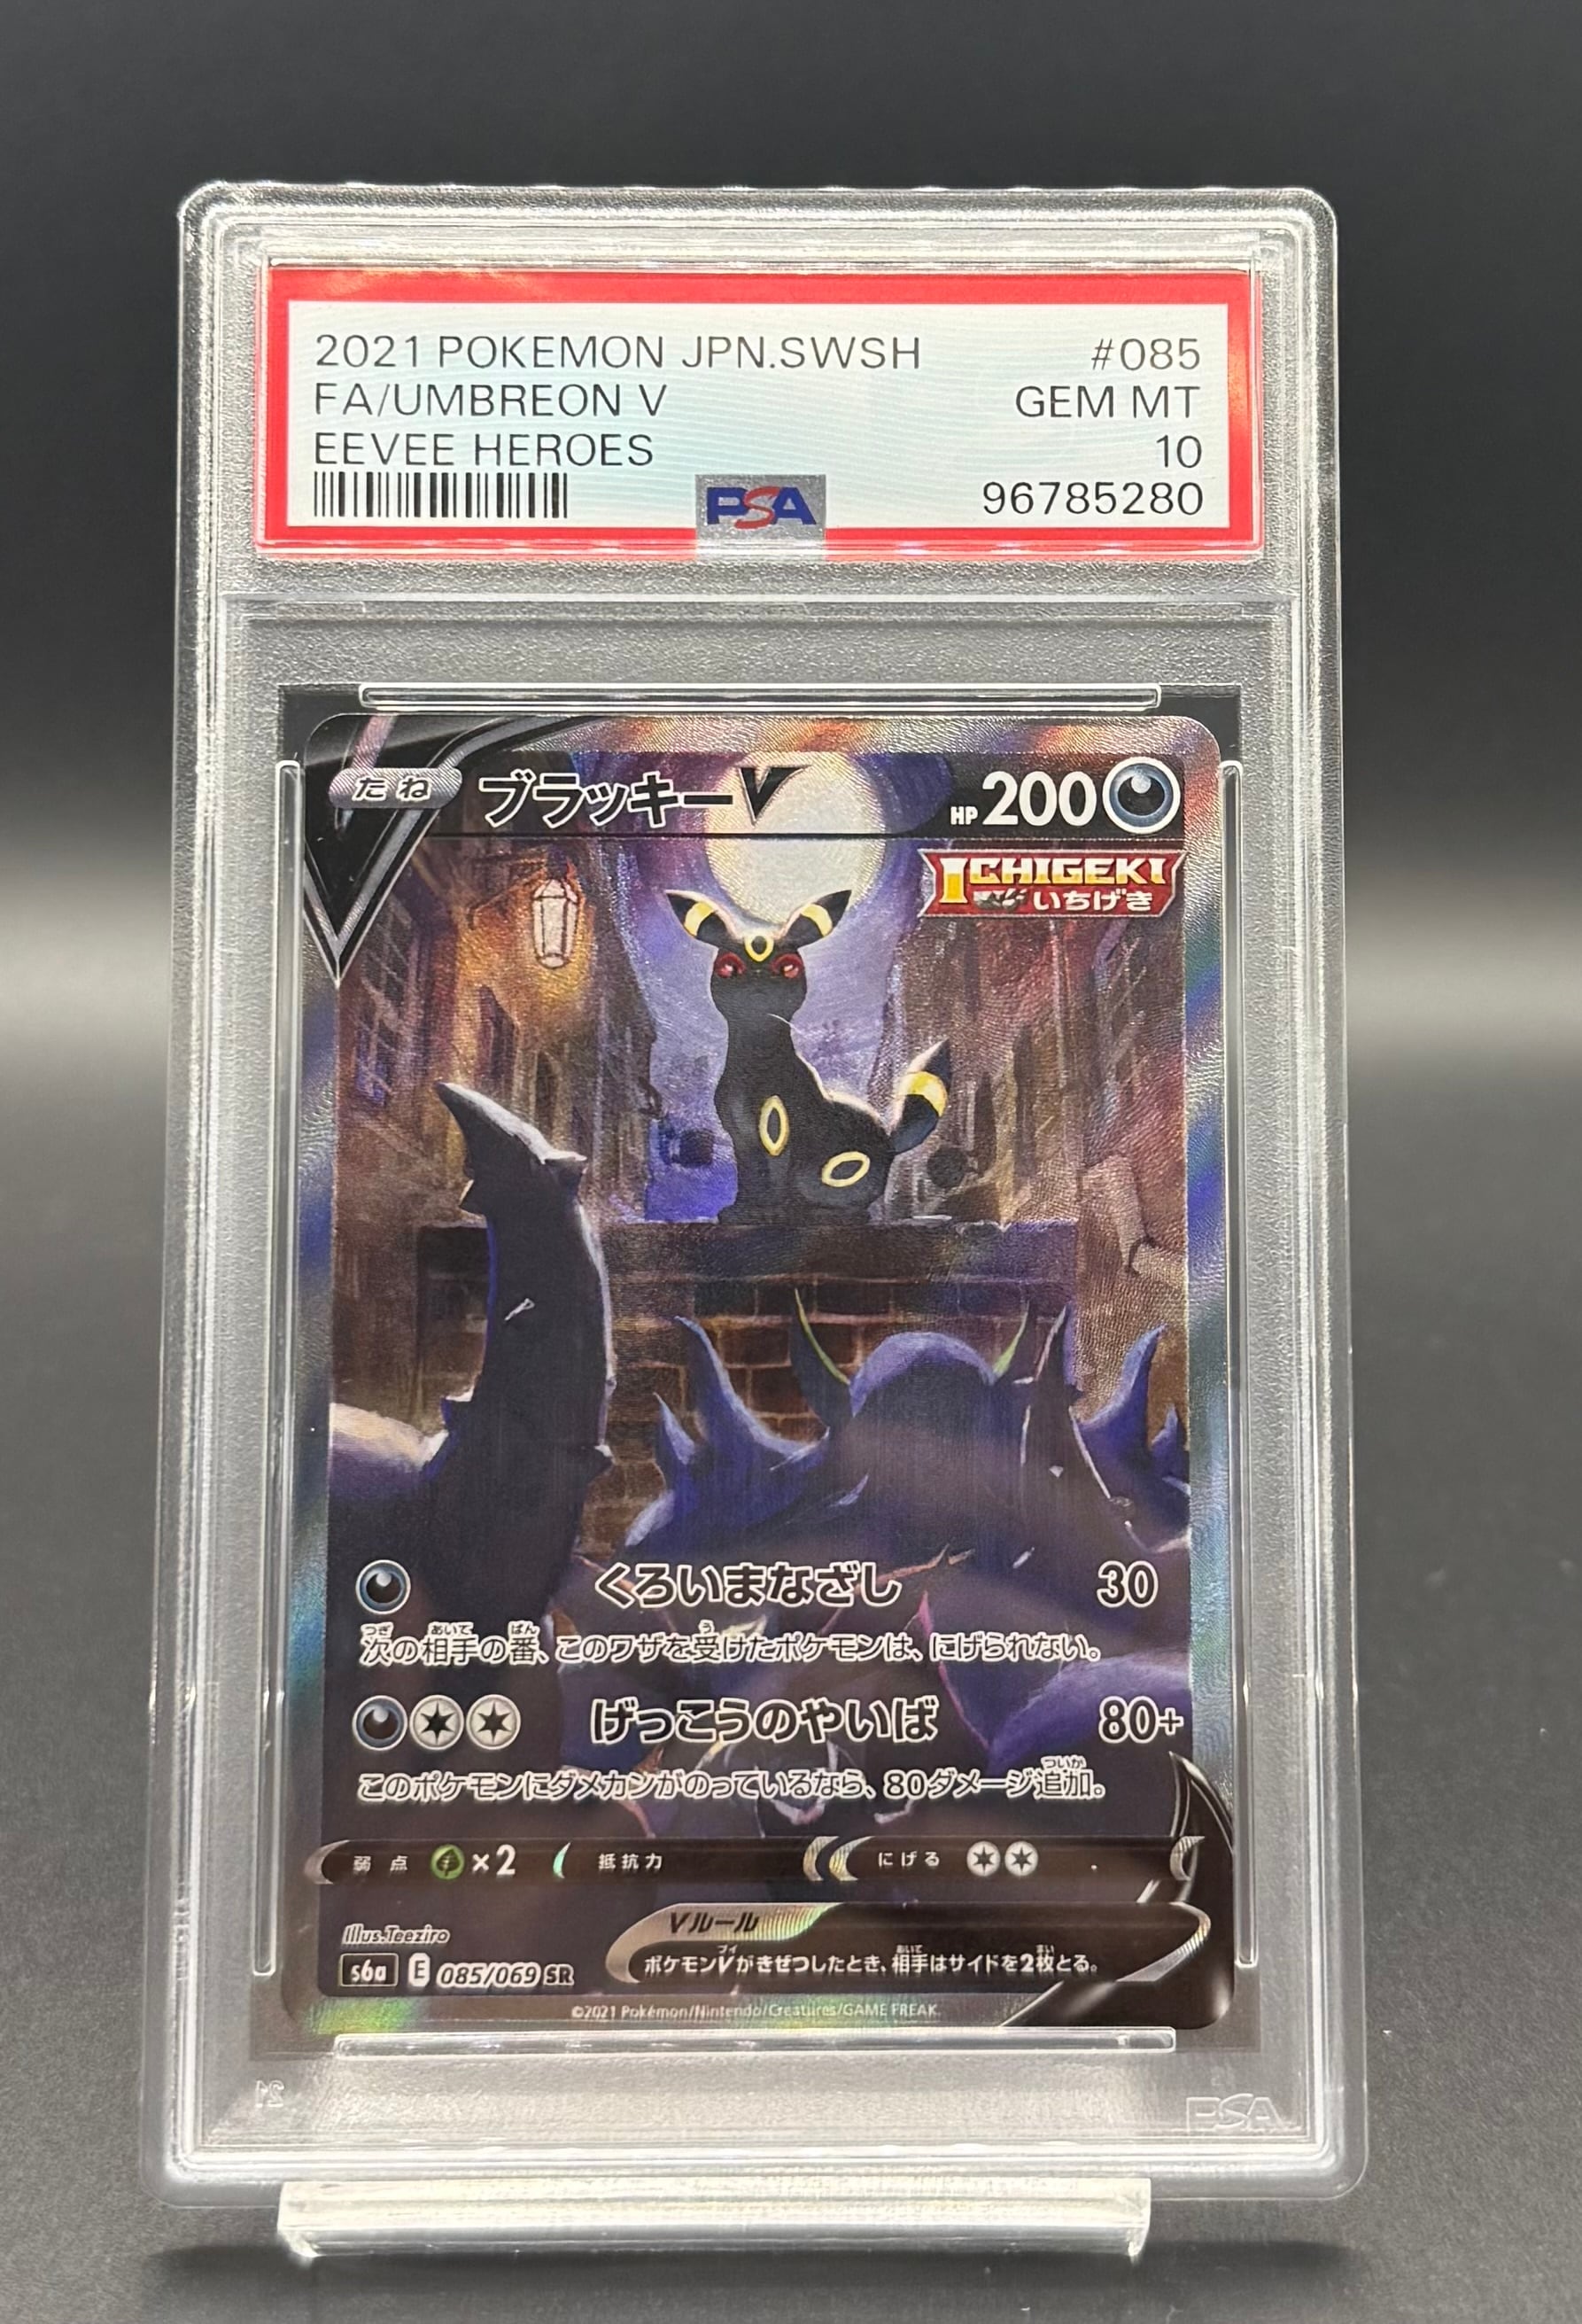 2021 POKEMON JPN.SWSH #085
FA/UMBREON V GEM MT
EEVEE HEROES 10
PSA 96785280
たね ブラッキーV HP200
ICHIGEKI
いちげき
くろいまなざし 30
次の相手の番、このワザを受けたポケモンは、にげられない。
げっこうのやいば 80+
このポケモンにダメカンがのっているなら、80ダメージ追加。
弱点 ×2 抵抗力 にげる
Illus.Teeziro
Vルール
ポケモンVがきぜつしたとき、相手はサイドを2枚とる。
s6a E 085/069 SR
©2021 Pokémon/Nintendo/Creatures/GAME FREAK.
PSA